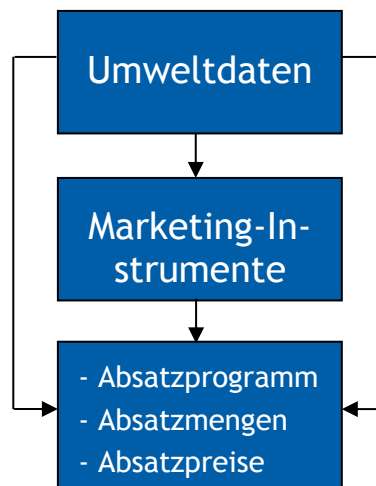 Umweltdaten
Marketing-In-
strumente
- Absatzprogramm
- Absatzmengen
- Absatzpreise